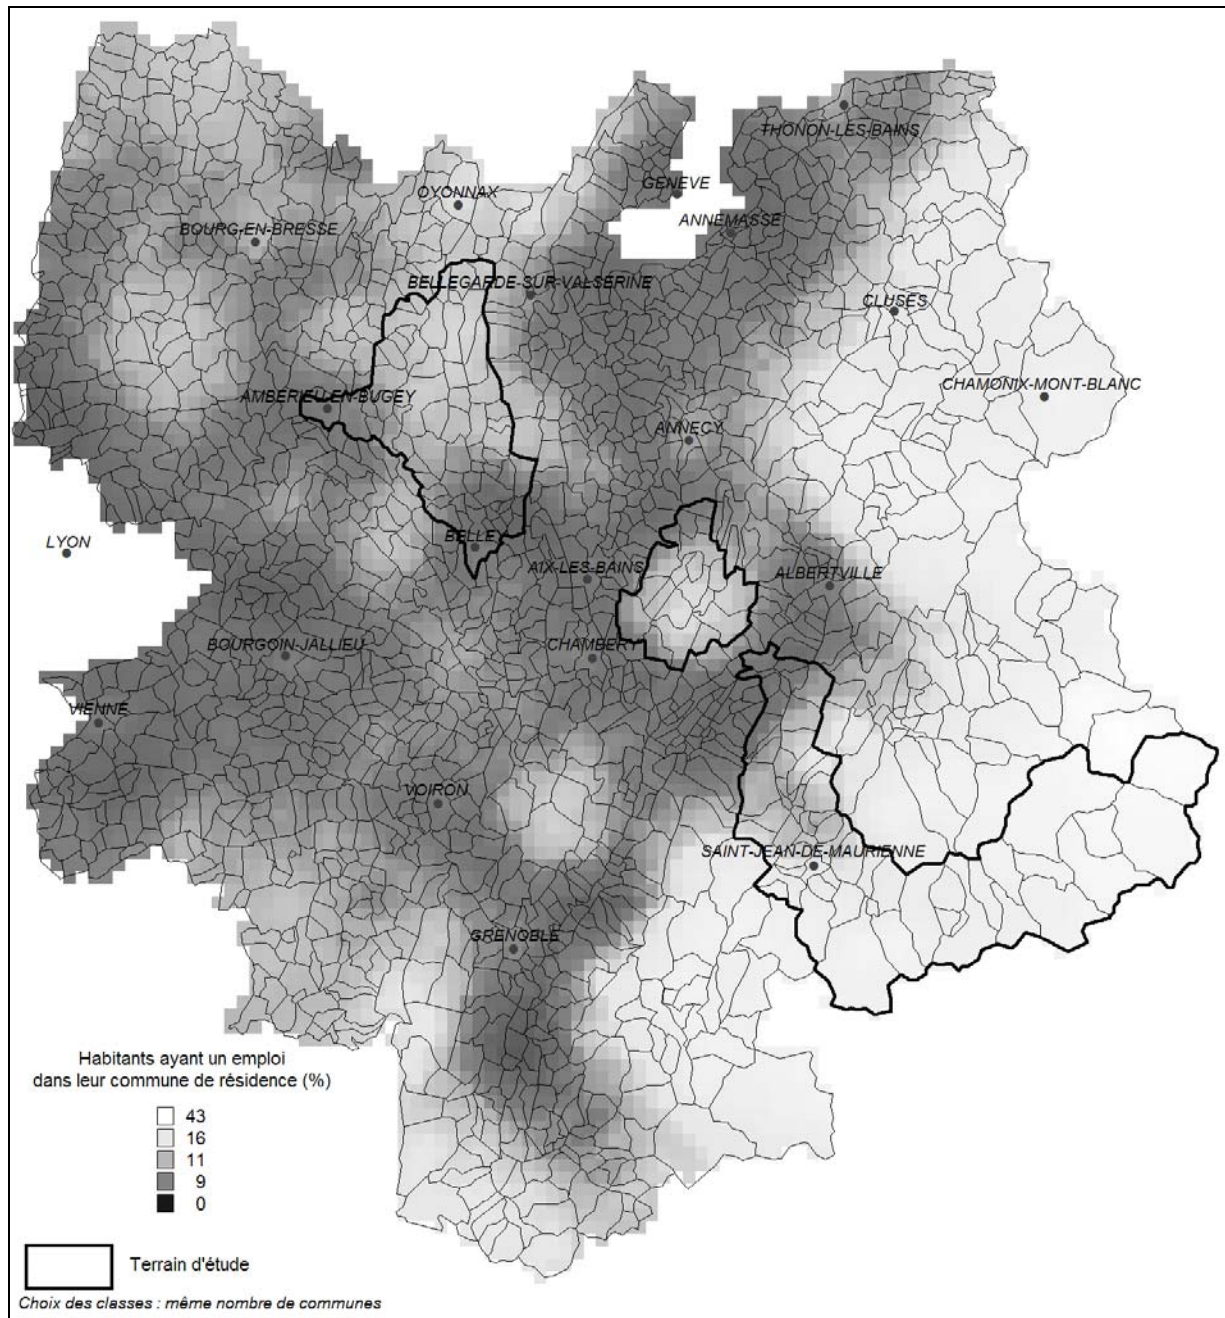 THONON-LES-BAINS
GENEVE
OYONNAX
ANNEMASSE
BOURG-EN-BRESSE
BELLEGARDE-SUR-VALSERINE
CLUSES
CHAMONIX-MONT-BLANC
AMBERIEU-EN-BUGEY
ANNECY
LYON
BELLEY
AIX-LES-BAINS
ALBERTVILLE
BOURGOIN-JALLIEU
CHAMBERY
VIENNE
VOIRON
SAINT-JEAN-DE-MAURIENNE
GRENOBLE
Habitants ayant un emploi
dans leur commune de résidence (%)
43
16
11
9
0
Terrain d'étude
Choix des classes : même nombre de communes